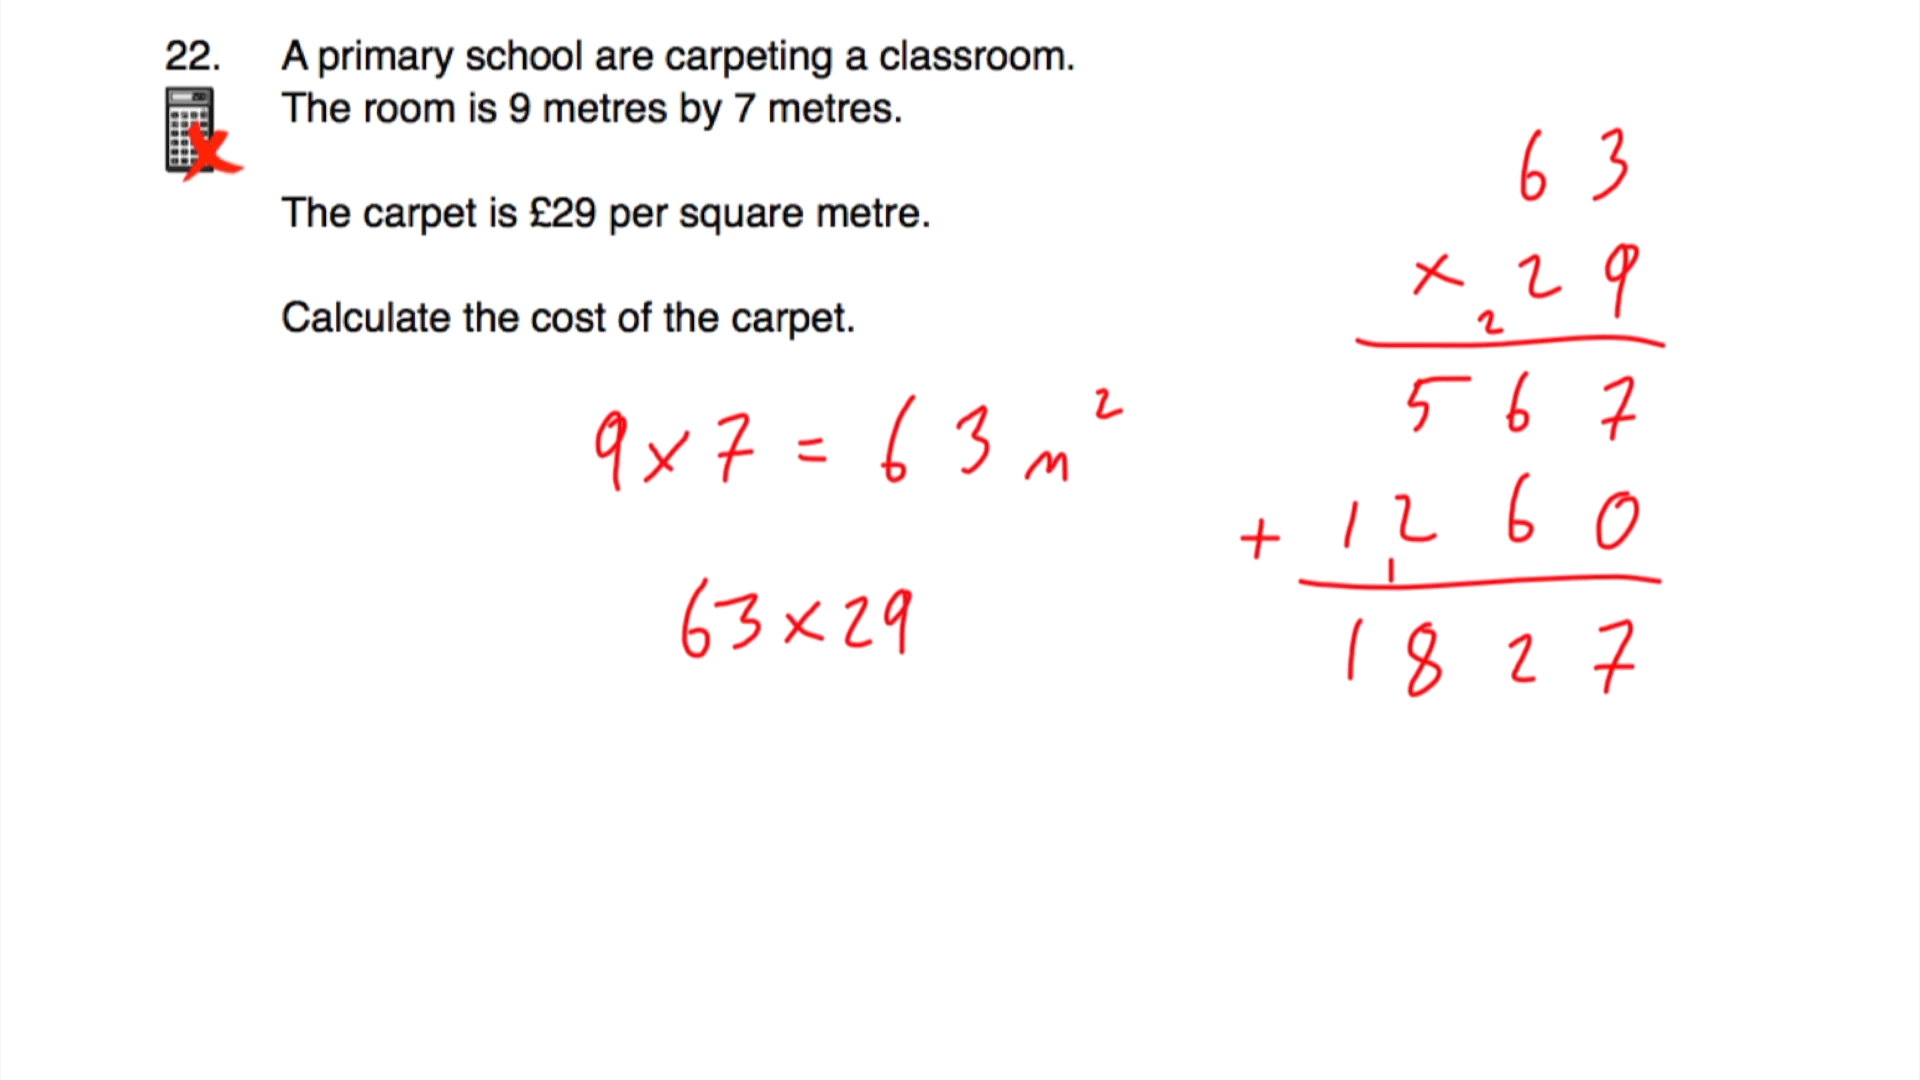 22. A primary school are carpeting a classroom.
The room is 9 metres by 7 metres.
The carpet is £29 per square metre.
Calculate the cost of the carpet.
9 x 7 = 63 m²
63 x 29
63
x 29
2
567
+ 1260
1
1827